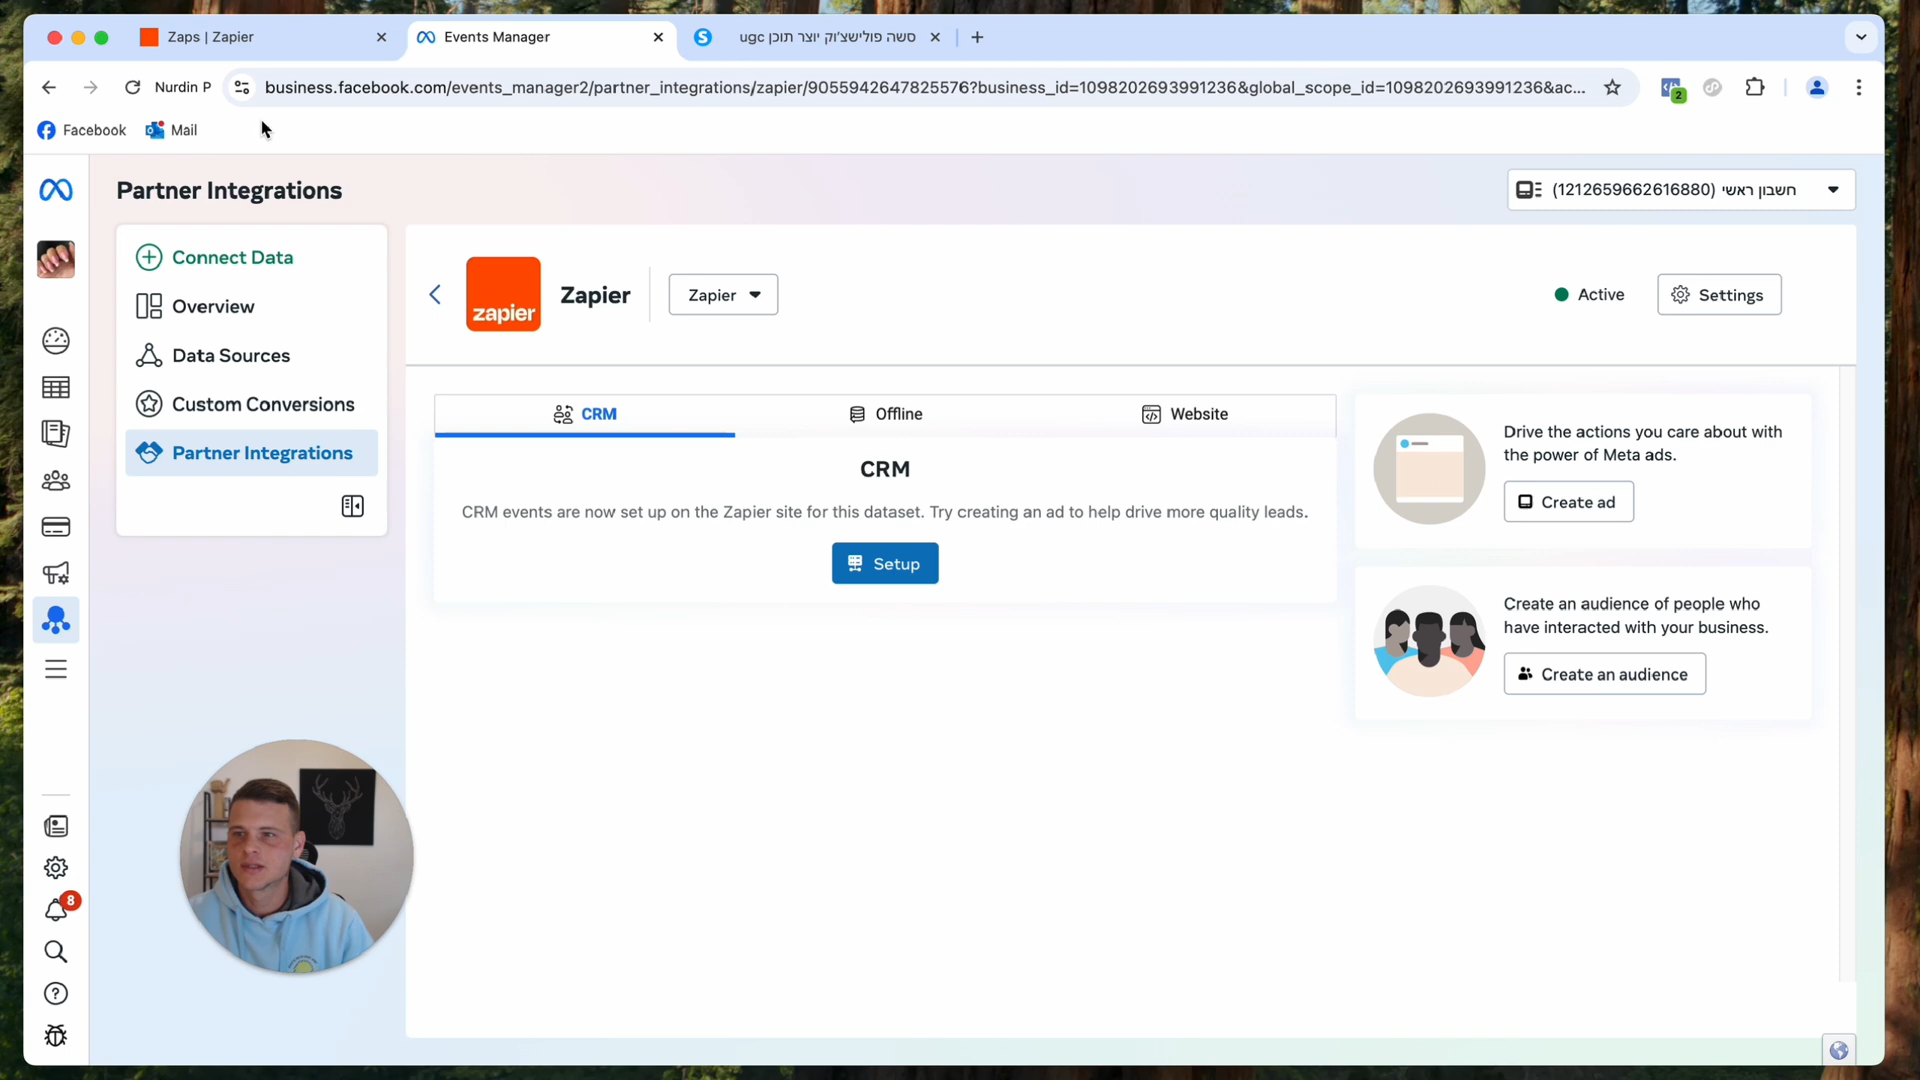 Zaps | Zapier
Events Manager
סשה פולישצ'וק יוצר תוכן ugc
Nurdin P
business.facebook.com/events_manager2/partner_integrations/zapier/9055942647825576?business_id=1098202693991236&global_scope_id=1098202693991236&ac...
2
Facebook
Mail
Partner Integrations
חשבון ראשי (1212659662616880)
Connect Data
Overview
Data Sources
Custom Conversions
Partner Integrations
zapier
Zapier
Zapier
Active
Settings
CRM
Offline
Website
CRM
CRM events are now set up on the Zapier site for this dataset. Try creating an ad to help drive more quality leads.
Setup
Drive the actions you care about with
the power of Meta ads.
Create ad
Create an audience of people who
have interacted with your business.
Create an audience
8